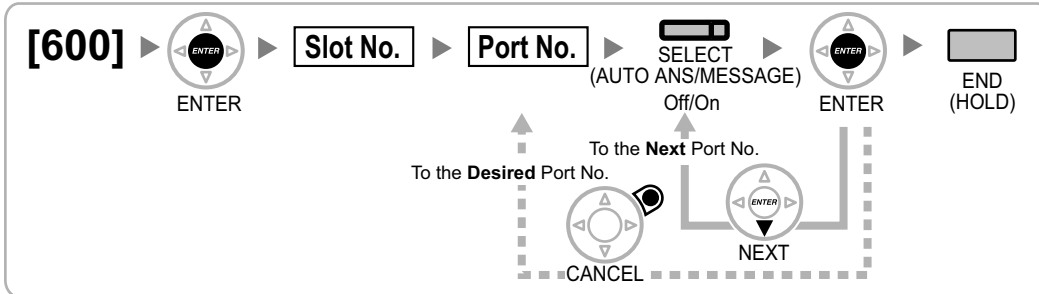 [600] ENTER Slot No. Port No. ENTER
ENTER
SELECT
(AUTO ANS/MESSAGE)
Off/On
ENTER
END
(HOLD)
To the Next Port No.
To the Desired Port No.
ENTER
NEXT
CANCEL